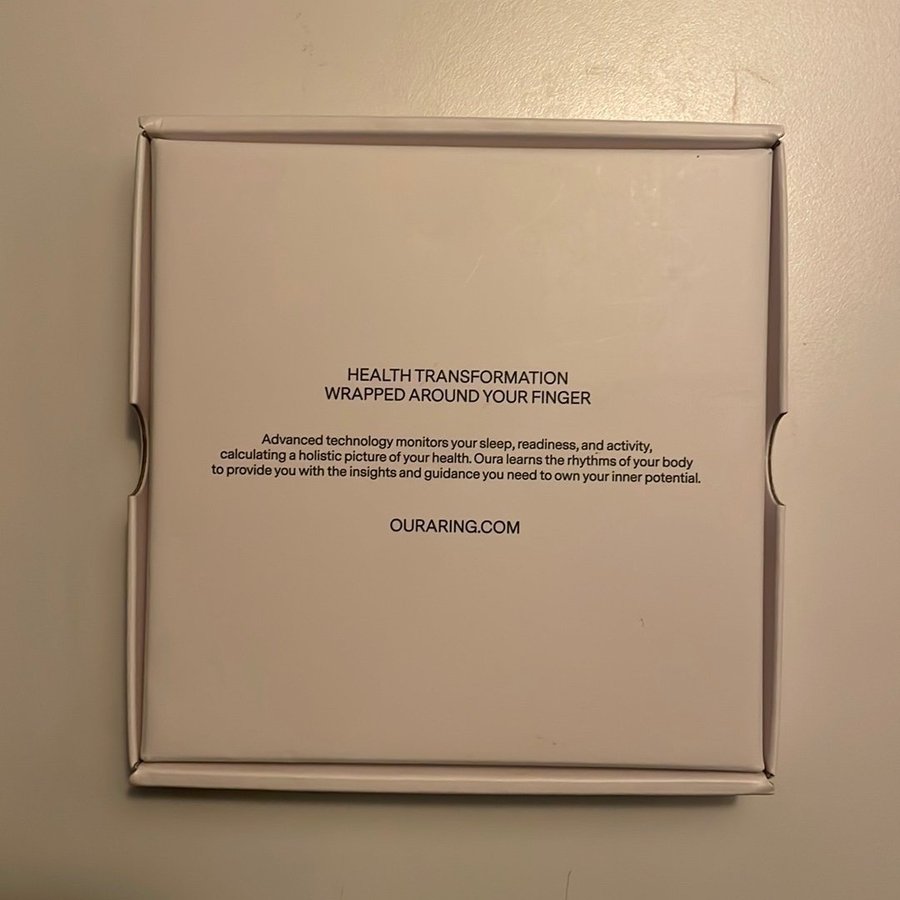 HEALTH TRANSFORMATION
WRAPPED AROUND YOUR FINGER
Advanced technology monitors your sleep, readiness, and activity,
calculating a holistic picture of your health. Oura learns the rhythms of your body
to provide you with the insights and guidance you need to own your inner potential.
OURARING.COM